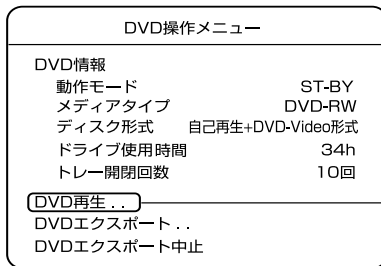 DVD操作メニュー
DVD情報
動作モード ST-BY
メディアタイプ DVD-RW
ディスク形式 自己再生+DVD-Video形式
ドライブ使用時間 34h
トレー開閉回数 10回
DVD再生 . .
DVDエクスポート . .
DVDエクスポート中止